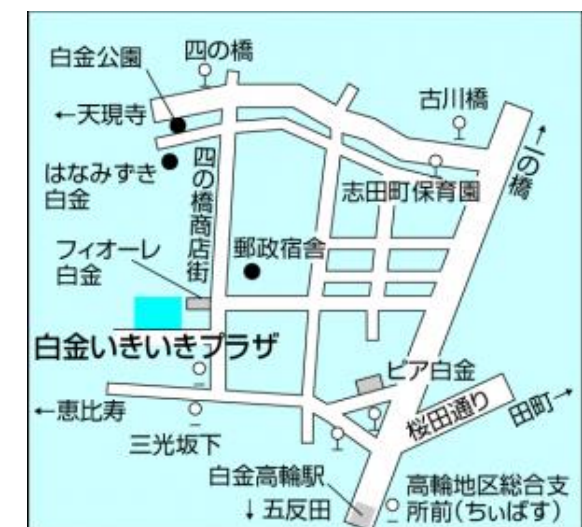 四の橋
白金公園
古川橋
←天現寺
↑一の橋
はなみずき
白金
四の橋商店街
志田町保育園
フィオーレ
白金
郵政宿舎
白金いきいきプラザ
ピア白金
←恵比寿
桜田通り
田町→
三光坂下
白金高輪駅
高輪地区総合支
所前(ちぃばす)
↓五反田